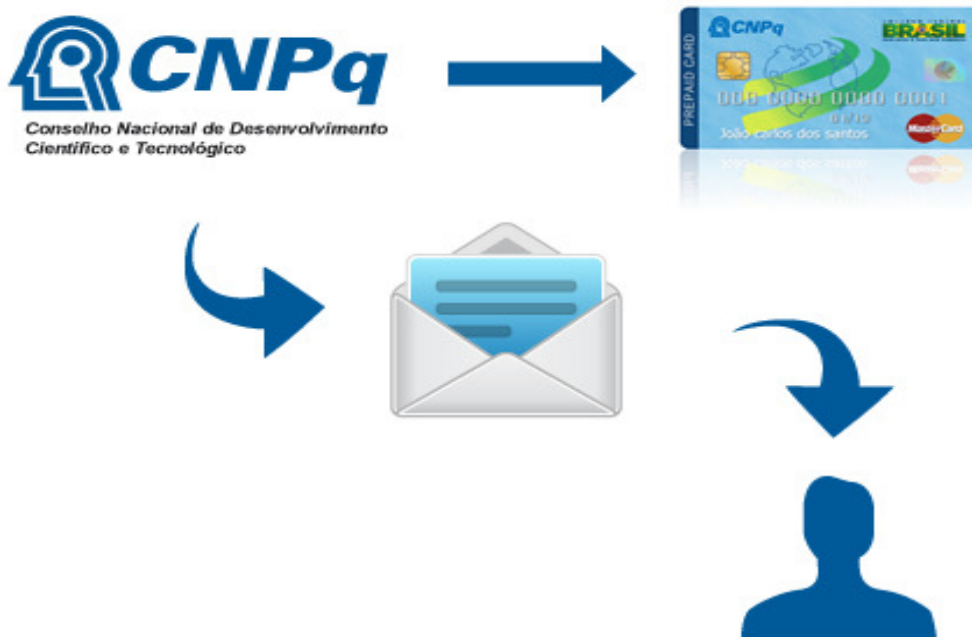 CNPq
Conselho Nacional de Desenvolvimento
Científico e Tecnológico
PREPAID CARD
CNPq
BRASIL
000 0000 0000 0001
João carlos dos santos
MasterCard